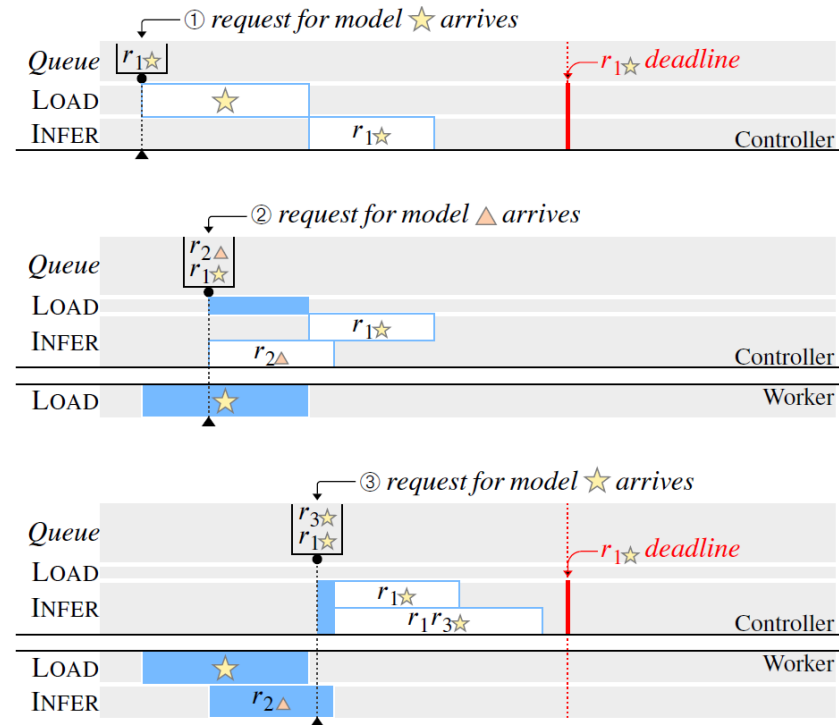 ① request for model arrives
Queue r1
r1 deadline
LOAD
INFER r1
Controller
② request for model arrives
r2
Queue r1
LOAD
INFER r1
r2
Controller
LOAD Worker
③ request for model arrives
r3
Queue r1
r1 deadline
LOAD
INFER r1
r1r3
Controller
LOAD Worker
INFER r2